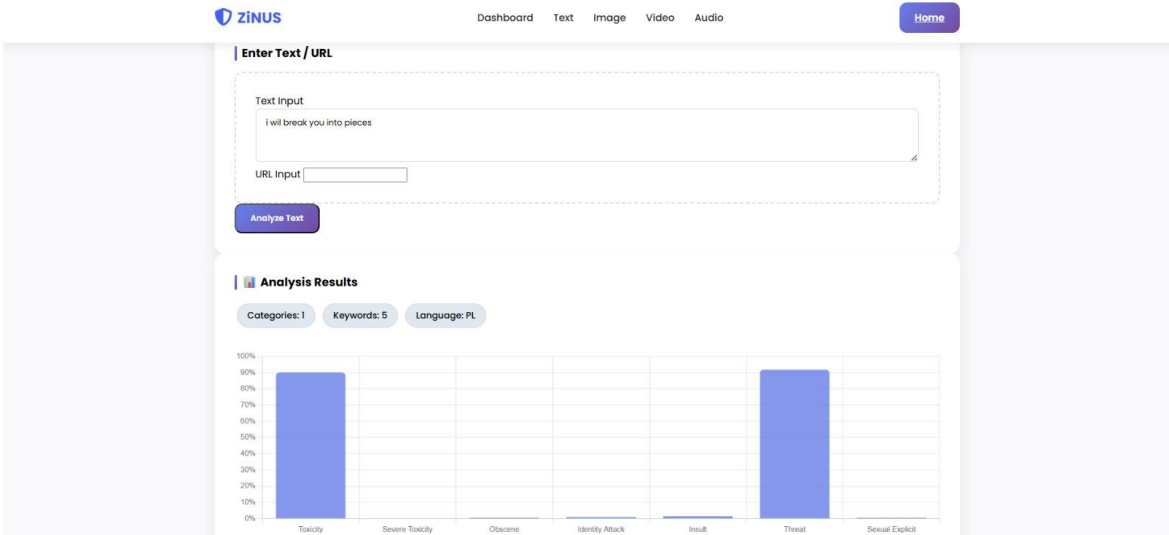 ZiNUS Dashboard Text Image Video Audio Home
Enter Text / URL
Text Input
i wil break you into pieces
URL Input
Analyze Text
Analysis Results
Categories: 1 Keywords: 5 Language: PL
100%
90%
80%
70%
60%
50%
40%
30%
20%
10%
0%
Toxicity Severe Toxicity Obscene Identity Attack Insult Threat Sexual Explicit